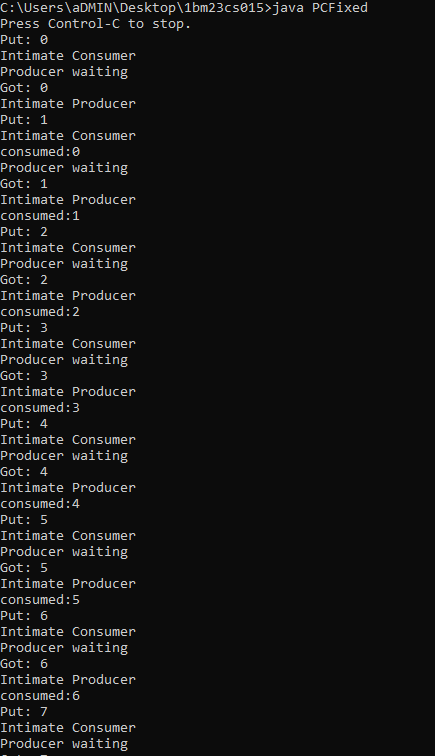 C:\Users\aDMIN\Desktop\1bm23cs015>java PCFixed
Press Control-C to stop.
Put: 0
Intimate Consumer
Producer waiting
Got: 0
Intimate Producer
Put: 1
Intimate Consumer
consumed:0
Producer waiting
Got: 1
Intimate Producer
consumed:1
Put: 2
Intimate Consumer
Producer waiting
Got: 2
Intimate Producer
consumed:2
Put: 3
Intimate Consumer
Producer waiting
Got: 3
Intimate Producer
consumed:3
Put: 4
Intimate Consumer
Producer waiting
Got: 4
Intimate Producer
consumed:4
Put: 5
Intimate Consumer
Producer waiting
Got: 5
Intimate Producer
consumed:5
Put: 6
Intimate Consumer
Producer waiting
Got: 6
Intimate Producer
consumed:6
Put: 7
Intimate Consumer
Producer waiting